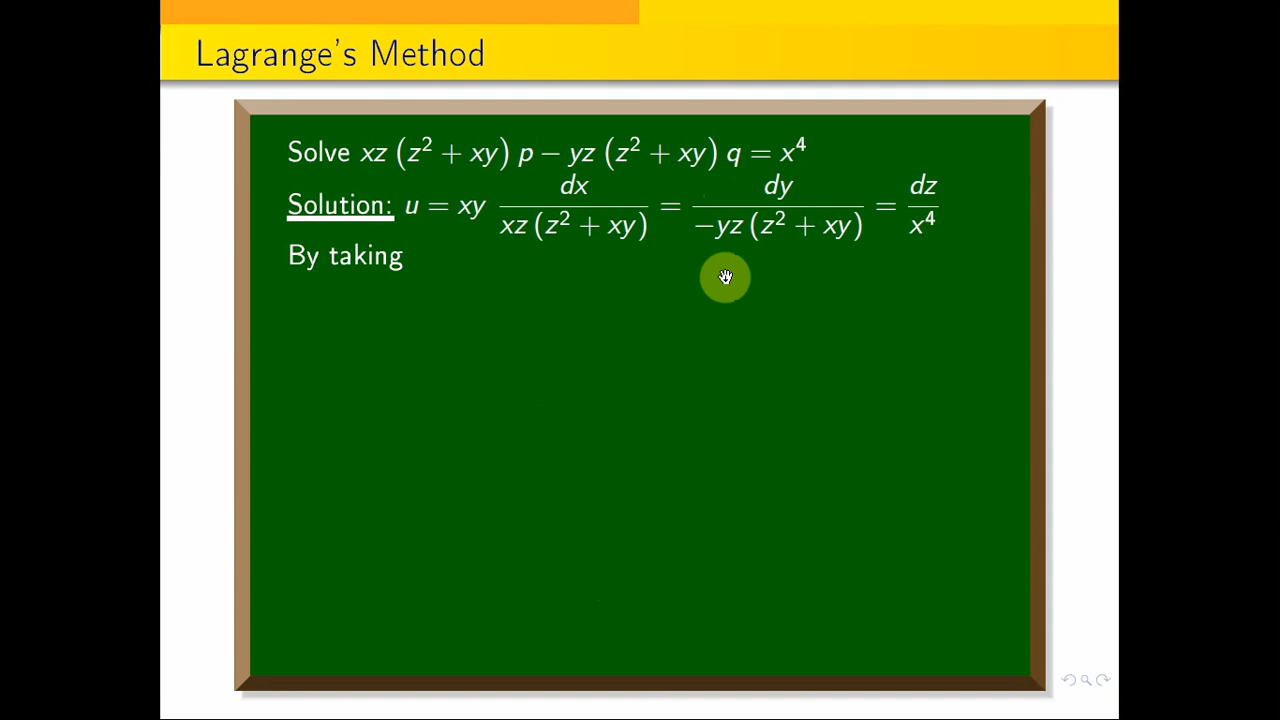 Lagrange's Method
Solve xz (z² + xy) p − yz (z² + xy) q = x⁴
Solution: u = xy dx/(xz (z² + xy)) = dy/(−yz (z² + xy)) = dz/x⁴
By taking